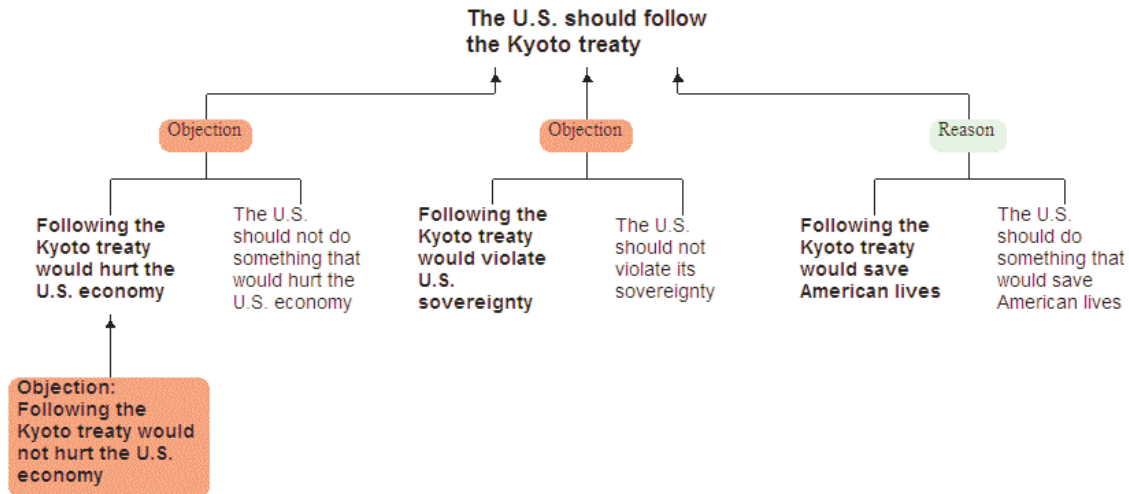 The U.S. should follow
the Kyoto treaty
Objection
Objection
Reason
Following the
Kyoto treaty
would hurt the
U.S. economy
The U.S.
should not do
something that
would hurt the
U.S. economy
Following the
Kyoto treaty
would violate
U.S.
sovereignty
The U.S.
should not
violate its
sovereignty
Following the
Kyoto treaty
would save
American lives
The U.S.
should do
something that
would save
American lives
Objection:
Following the
Kyoto treaty would
not hurt the U.S.
economy